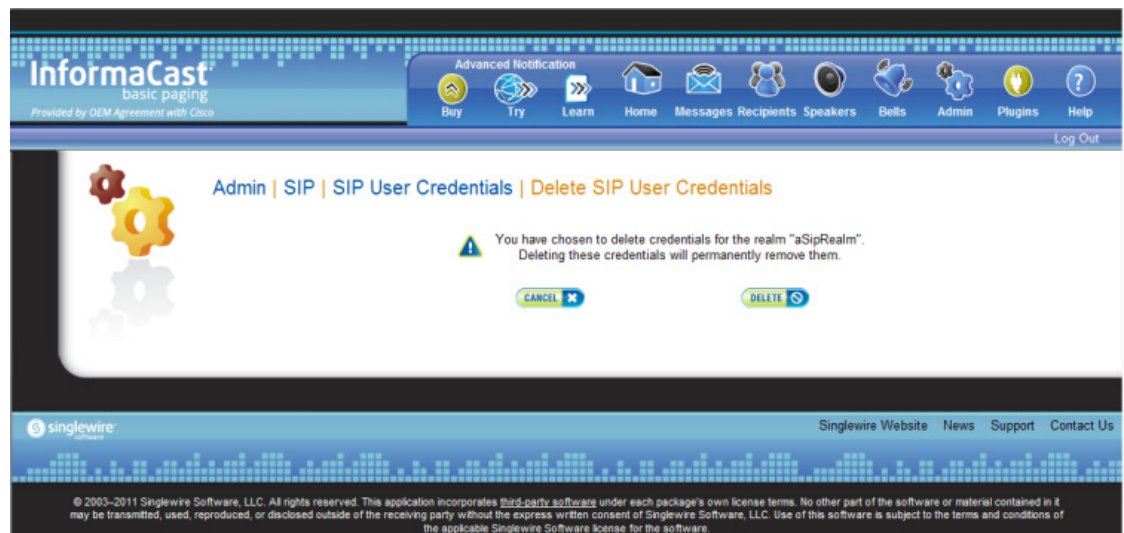 InformaCast
basic paging
Provided by OEM Agreement with Cisco
Advanced Notification
Buy Try Learn Home Messages Recipients Speakers Bells Admin Plugins Help
Log Out
Admin | SIP | SIP User Credentials | Delete SIP User Credentials
You have chosen to delete credentials for the realm "aSipRealm".
Deleting these credentials will permanently remove them.
CANCEL DELETE
singlewire
software
Singlewire Website News Support Contact Us
© 2003–2011 Singlewire Software, LLC. All rights reserved. This application incorporates third-party software under each package's own license terms. No other part of the software or material contained in it
may be transmitted, used, reproduced, or disclosed outside of the receiving party without the express written consent of Singlewire Software, LLC. Use of this software is subject to the terms and conditions of
the applicable Singlewire Software license for the software.